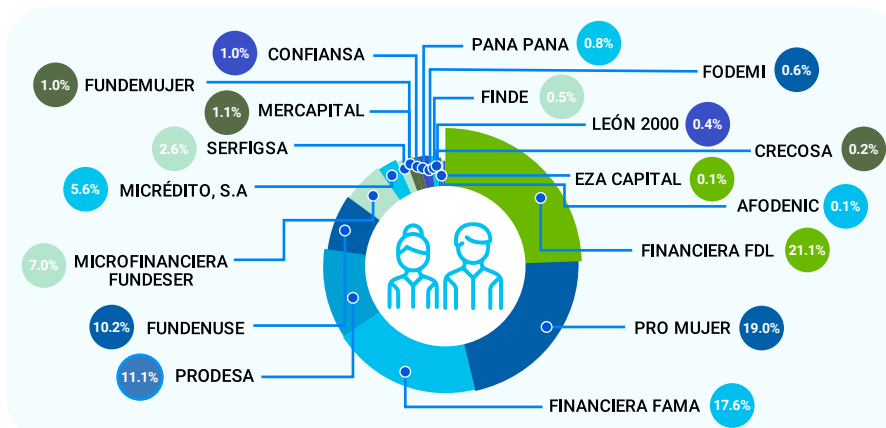 1.0% CONFIANSA
PANA PANA 0.8%
FODEMI 0.6%
1.0% FUNDEMUJER
FINDE 0.5%
1.1% MERCAPITAL
LEÓN 2000 0.4%
2.6% SERFIGSA
CRECOSA 0.2%
5.6% MICRÉDITO, S.A
EZA CAPITAL 0.1%
AFODENIC 0.1%
FINANCIERA FDL 21.1%
7.0% MICROFINANCIERA
FUNDESER
10.2% FUNDENUSE
PRO MUJER 19.0%
11.1% PRODESA
FINANCIERA FAMA 17.6%